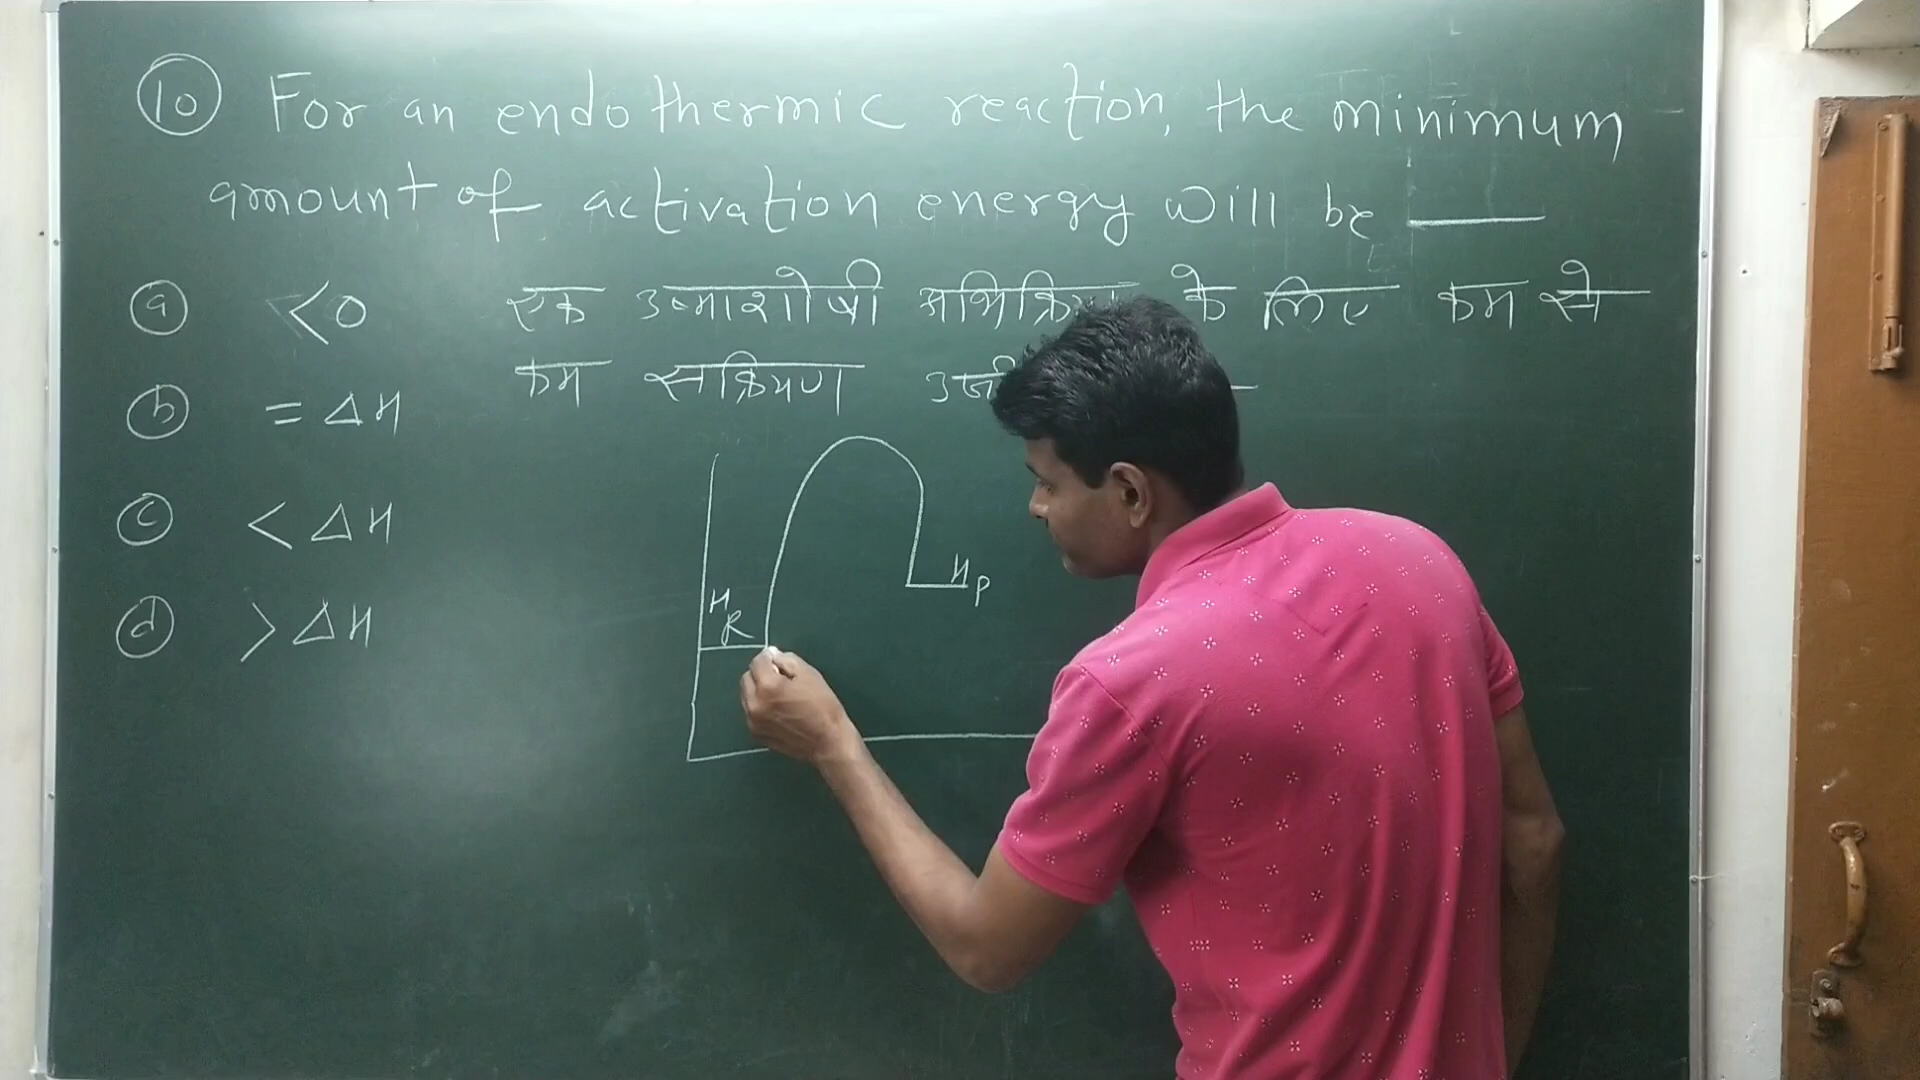 10 For an endothermic reaction, the minimum
amount of activation energy will be ____
a <0
एक उष्माशोषी के लिए कम से
कम सक्रियण
b = ΔH
c < ΔH
d > ΔH
H_R
H_P